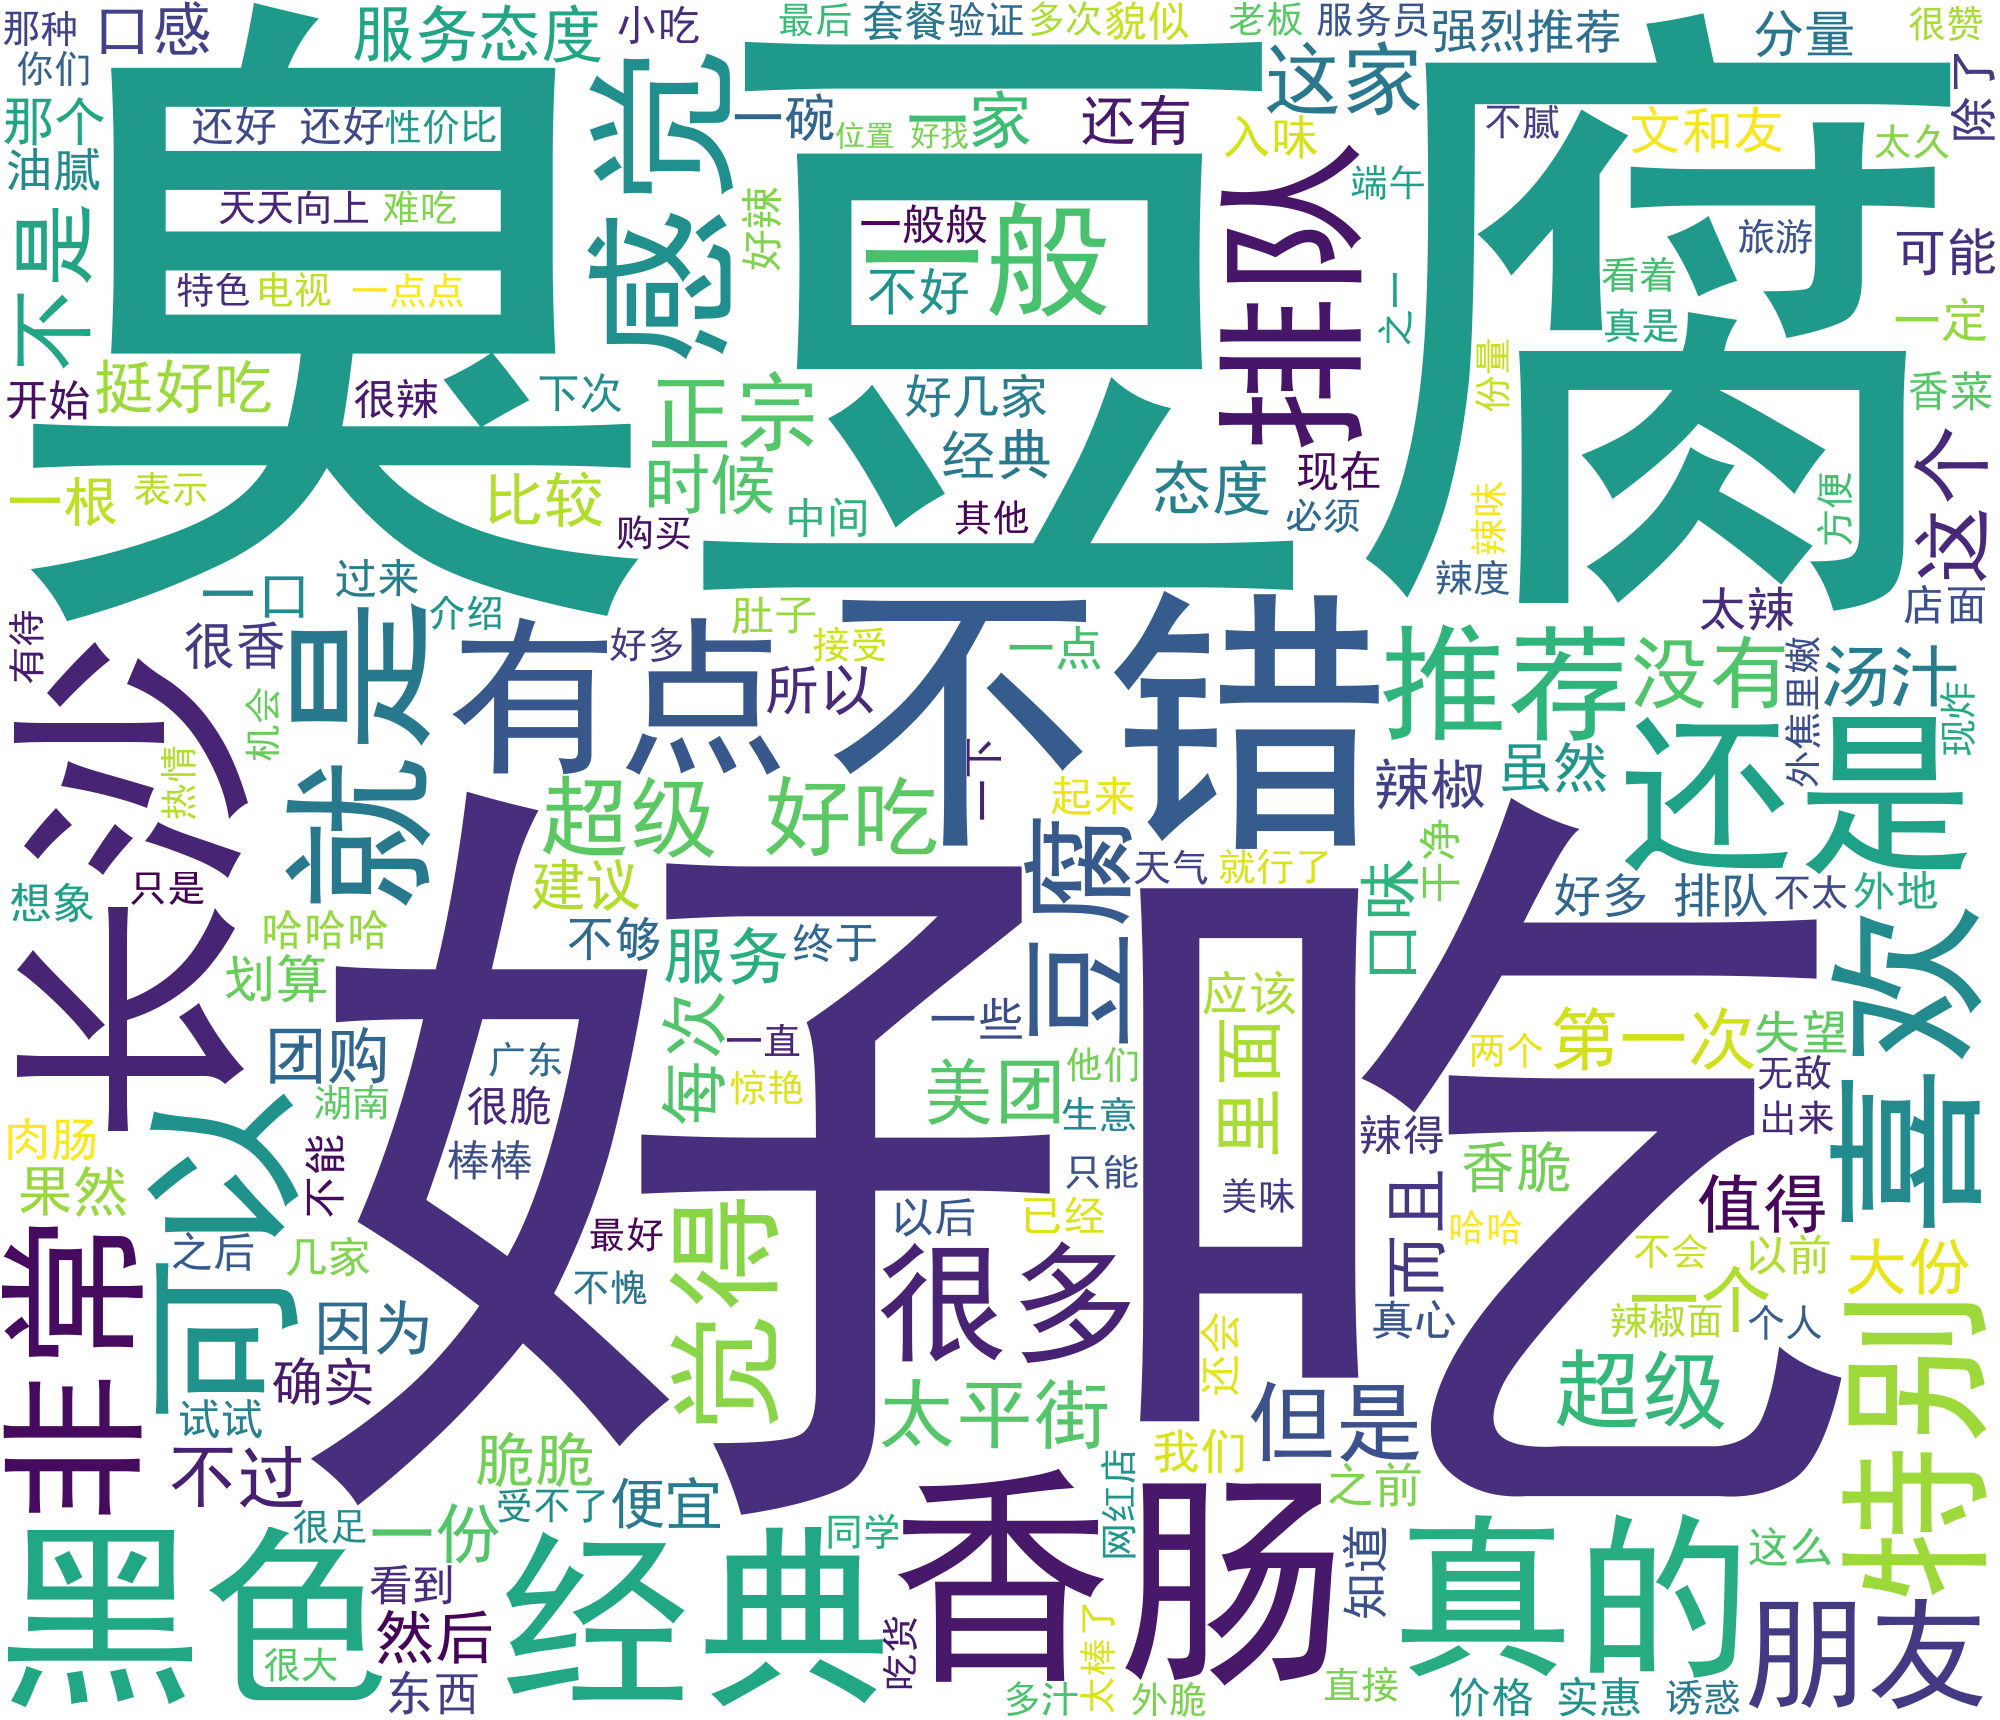 那种
口感
服务态度
小吃
最后
套餐验证
多次
貌似
老板
服务员
强烈推荐
分量
很赞
你们
臭豆腐
感觉
这家
除了
那个
还好 还好
性价比
一碗
位置
好找
一家
还有
入味
排队
不腻
文和友
太久
油腻
天天向上
难吃
好辣
一般般
一般
不好
端午
旅游
可能
不是
特色
电视
一点点
看着
真是
之一
一定
份量
开始
挺好吃
很辣
下次
正宗
好几家
经典
香菜
这个
一根
表示
比较
时候
购买
中间
其他
态度
现在
必须
辣味
方便
辣度
一口
过来
介绍
有待
很香
就是
有点
好多
肚子
接受
所以
一点
不错
推荐
没有
太辣
店面
汤汁
外焦里嫩
现炸
长沙
机会
热情
超级 好吃
一下
起来
辣椒
虽然
还是
想象
只是
建议
豆腐
天气
就行了
口味
干净
好多 排队
不太
外地
哈哈哈
划算
不够
服务
终于
好吃
喜欢
团购
广东
很脆
每次
一直
惊艳
一些
美团
他们
应该
里面
两个
第一次
失望
无敌
湖南
肉肠
可以
不能
棒棒
生意
只能
美味
辣得
香脆
出来
果然
之后
几家
最好
不愧
觉得
以后
已经
很多
而且
值得
哈哈
不会
以前
大份
非常
因为
确实
试试
还会
真心
一个
辣椒面
个人
特别
太平街
但是
超级
不过
脆脆
受不了
便宜
网红店
我们
之前
很足
一份
同学
黑色
经典
香肠
知道
真的
这么
看到
然后
很大
东西
吃货
多汁
太棒了
外脆
直接
价格
实惠
诱惑
朋友